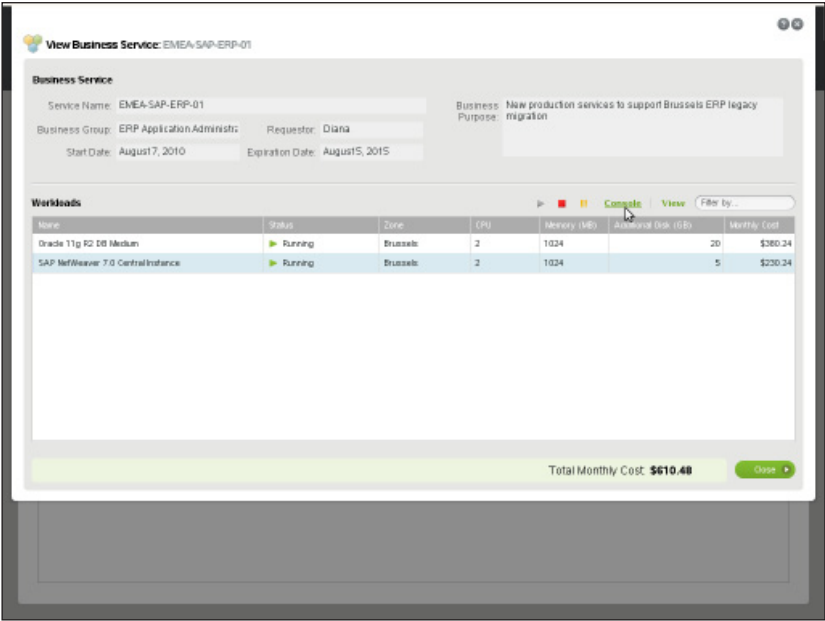 View Business Service: EMEA-SAP-ERP-01
Business Service
Service Name: EMEA-SAP-ERP-01
Business Purpose: New production services to support Brussels ERP legacy migration
Business Group: ERP Application Administra
Requestor: Diana
Start Date: August7, 2010
Expiration Date: August5, 2015
Workloads
Console View Filter by...
Name Status Zone CPU Memory (MB) Additional Disk (GB) Monthly Cost
Oracle 11g R2 DB Medium Running Brussels 2 1024 20 $380.24
SAP NetWeaver 7.0 Central Instance Running Brussels 2 1024 5 $230.24
Total Monthly Cost $610.48
Close